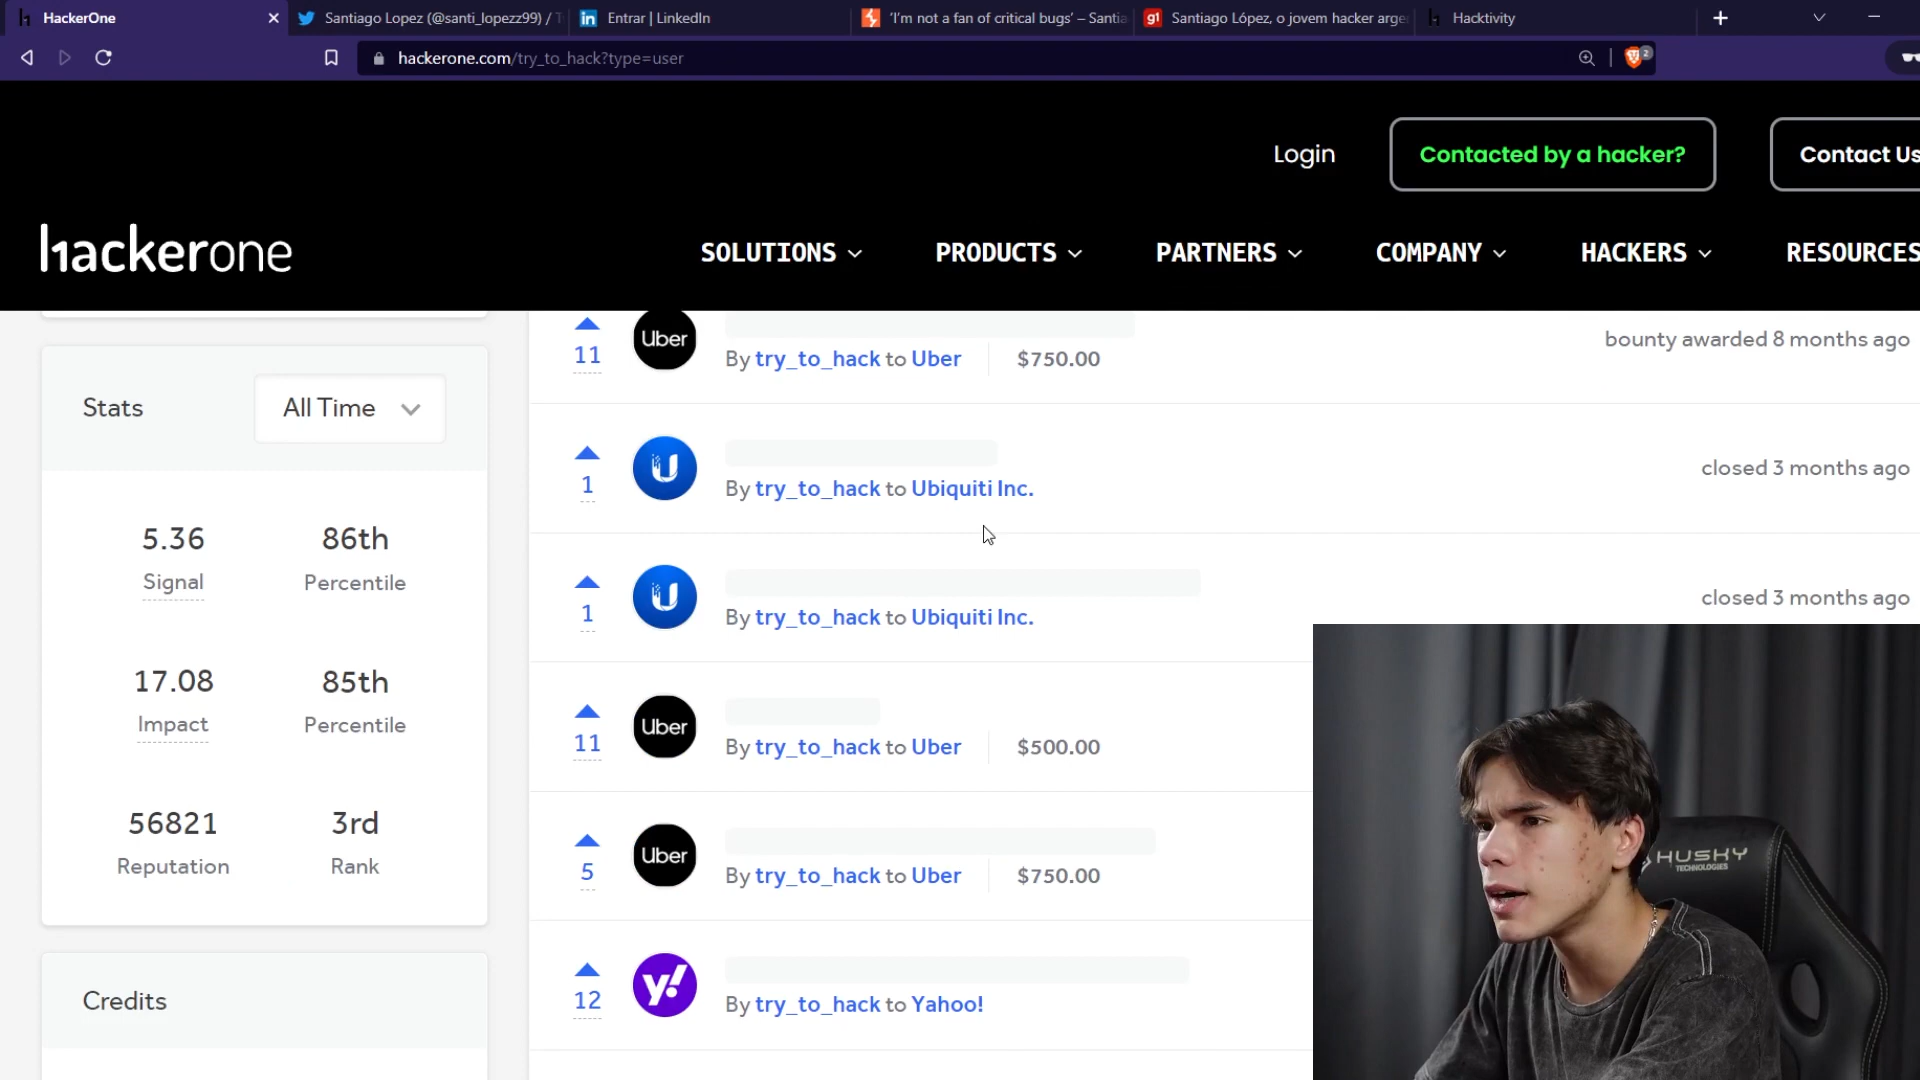 HackerOne
Santiago Lopez (@santi_lopezz99) / T
Entrar | LinkedIn
'I'm not a fan of critical bugs' – Santia
Santiago López, o jovem hacker arge
Hacktivity
hackerone.com/try_to_hack?type=user
2
Login
Contacted by a hacker?
Contact Us
hackerone
SOLUTIONS
PRODUCTS
PARTNERS
COMPANY
HACKERS
RESOURCES
11
Uber
By try_to_hack to Uber
$750.00
bounty awarded 8 months ago
Stats
All Time
1
By try_to_hack to Ubiquiti Inc.
closed 3 months ago
5.36
Signal
86th
Percentile
1
By try_to_hack to Ubiquiti Inc.
closed 3 months ago
17.08
Impact
85th
Percentile
11
Uber
By try_to_hack to Uber
$500.00
56821
Reputation
3rd
Rank
5
Uber
By try_to_hack to Uber
$750.00
Credits
12
y!
By try_to_hack to Yahoo!
HUSKY
TECHNOLOGIES